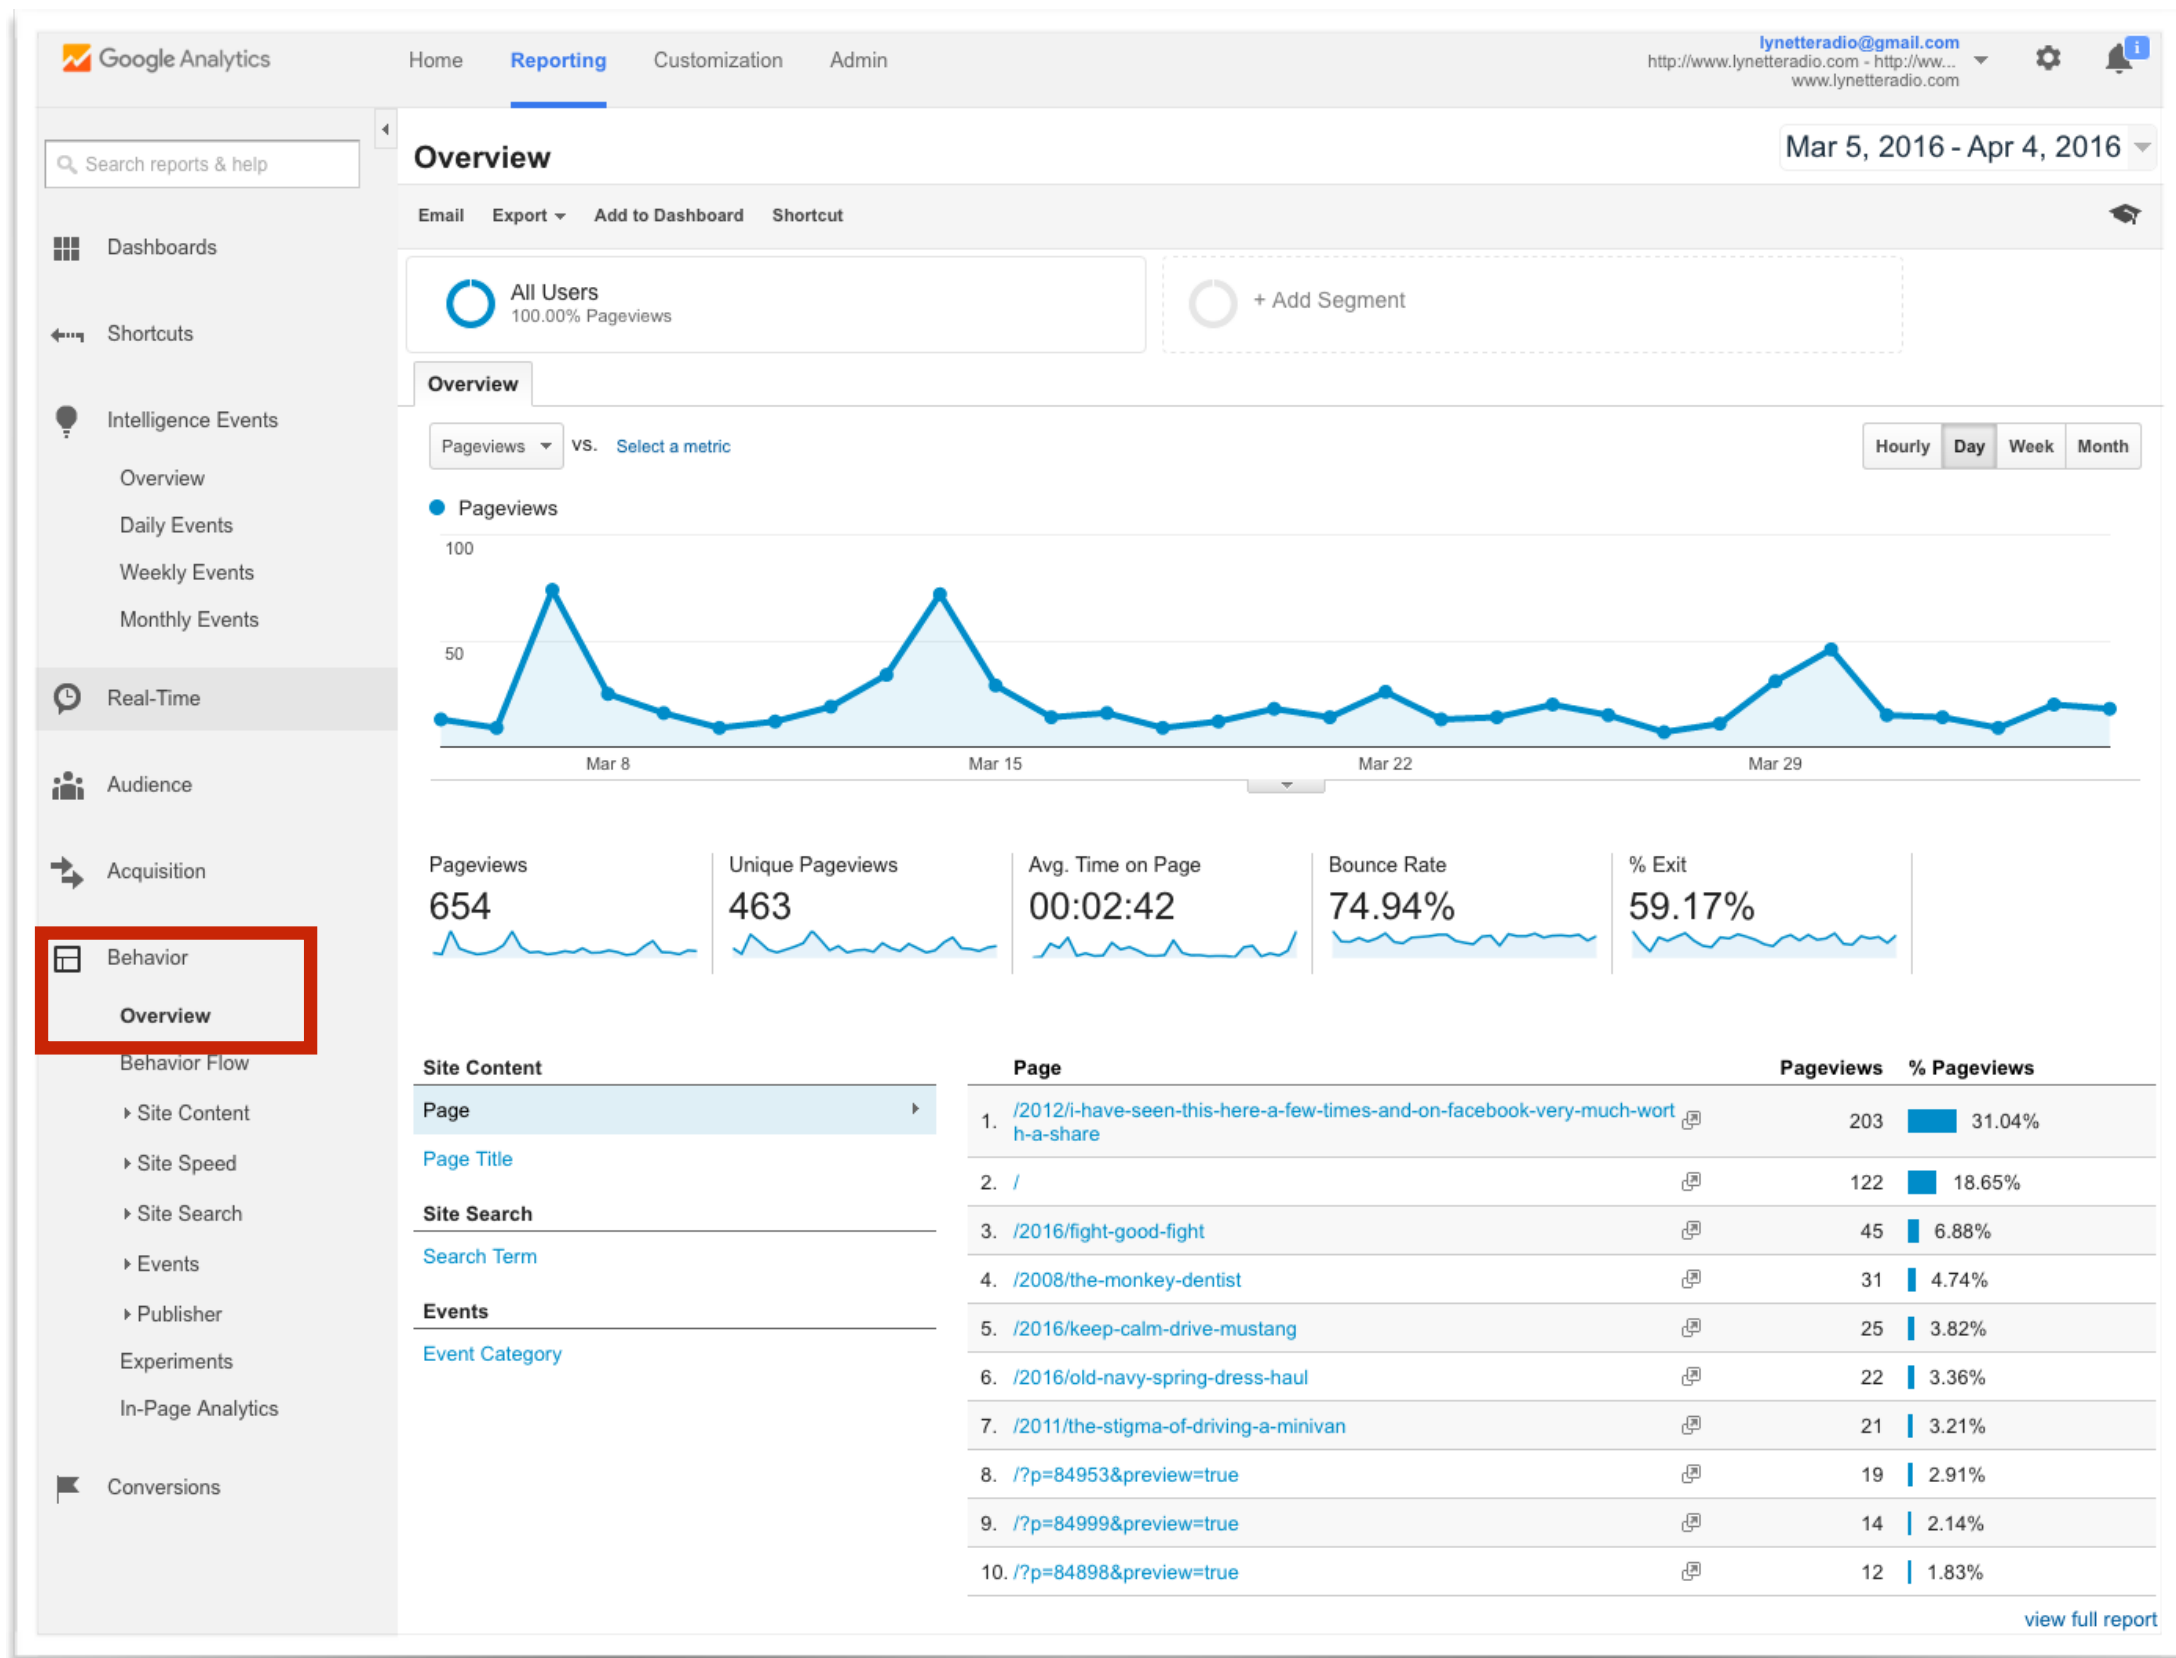 Google Analytics
Home Reporting Customization Admin
lynetteradio@gmail.com
http://www.lynetteradio.com - http://ww...
www.lynetteradio.com
i
Search reports & help
Dashboards
Shortcuts
Intelligence Events
Overview
Daily Events
Weekly Events
Monthly Events
Real-Time
Audience
Acquisition
Behavior
Overview
Behavior Flow
Site Content
Site Speed
Site Search
Events
Publisher
Experiments
In-Page Analytics
Conversions
Overview
Mar 5, 2016 - Apr 4, 2016
Email Export Add to Dashboard Shortcut
All Users
100.00% Pageviews
+ Add Segment
Overview
Pageviews VS. Select a metric
Hourly Day Week Month
Pageviews
100
50
Mar 8 Mar 15 Mar 22 Mar 29
Pageviews
654
Unique Pageviews
463
Avg. Time on Page
00:02:42
Bounce Rate
74.94%
% Exit
59.17%
Site Content
Page
Page Title
Site Search
Search Term
Events
Event Category
Page Pageviews % Pageviews
1. /2012/i-have-seen-this-here-a-few-times-and-on-facebook-very-much-wort
h-a-share 203 31.04%
2. / 122 18.65%
3. /2016/fight-good-fight 45 6.88%
4. /2008/the-monkey-dentist 31 4.74%
5. /2016/keep-calm-drive-mustang 25 3.82%
6. /2016/old-navy-spring-dress-haul 22 3.36%
7. /2011/the-stigma-of-driving-a-minivan 21 3.21%
8. /?p=84953&preview=true 19 2.91%
9. /?p=84999&preview=true 14 2.14%
10. /?p=84898&preview=true 12 1.83%
view full report